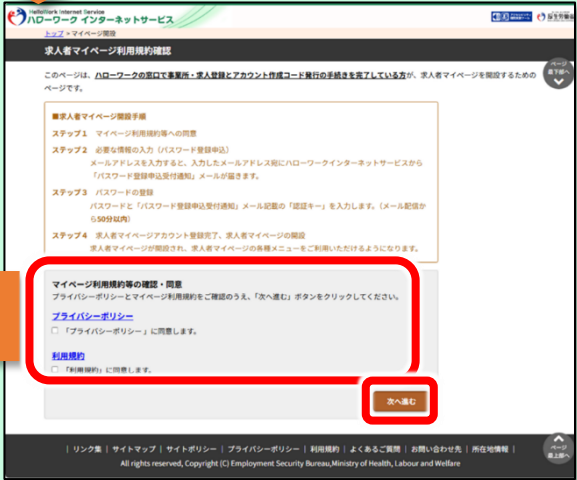 HelloWork Internet Service
ハローワーク インターネットサービス
厚生労働省
トップ > マイページ開設
求人者マイページ利用規約確認
このページは、ハローワークの窓口で事業所・求人登録とアカウント作成コード発行の手続きを完了している方が、求人者マイページを開設するための
ページです。
ページ
最下部へ
■求人者マイページ開設手順
ステップ1 マイページ利用規約等への同意
ステップ2 必要な情報の入力（パスワード登録申込）
メールアドレスを入力すると、入力したメールアドレス宛にハローワークインターネットサービスから
「パスワード登録申込受付通知」メールが届きます。
ステップ3 パスワードの登録
パスワードと「パスワード登録申込受付通知」メール記載の「認証キー」を入力します。（メール配信か
ら50分以内）
ステップ4 求人者マイページアカウント登録完了、求人者マイページの開設
求人者マイページが開設され、求人者マイページの各種メニューをご利用いただけるようになります。
マイページ利用規約等の確認・同意
プライバシーポリシーとマイページ利用規約をご確認のうえ、「次へ進む」ボタンをクリックしてください。
プライバシーポリシー
「プライバシーポリシー」に同意します。
利用規約
「利用規約」に同意します。
次へ進む
| リンク集 | サイトマップ | サイトポリシー | プライバシーポリシー | 利用規約 | よくあるご質問 | お問い合わせ先 | 所在地情報 |
All rights reserved, Copyright (C) Employment Security Bureau,Ministry of Health, Labour and Welfare
ページ
最上部へ